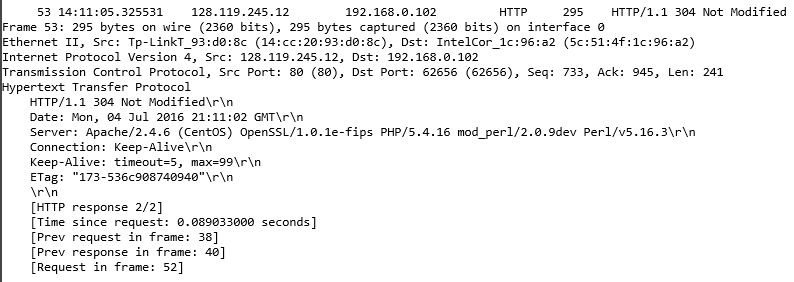 53 14:11:05.325531 128.119.245.12 192.168.0.102 HTTP 295 HTTP/1.1 304 Not Modified
Frame 53: 295 bytes on wire (2360 bits), 295 bytes captured (2360 bits) on interface 0
Ethernet II, Src: Tp-LinkT_93:d0:8c (14:cc:20:93:d0:8c), Dst: IntelCor_1c:96:a2 (5c:51:4f:1c:96:a2)
Internet Protocol Version 4, Src: 128.119.245.12, Dst: 192.168.0.102
Transmission Control Protocol, Src Port: 80 (80), Dst Port: 62656 (62656), Seq: 733, Ack: 945, Len: 241
Hypertext Transfer Protocol
HTTP/1.1 304 Not Modified\r\n
Date: Mon, 04 Jul 2016 21:11:02 GMT\r\n
Server: Apache/2.4.6 (CentOS) OpenSSL/1.0.1e-fips PHP/5.4.16 mod_perl/2.0.9dev Perl/v5.16.3\r\n
Connection: Keep-Alive\r\n
Keep-Alive: timeout=5, max=99\r\n
ETag: "173-536c908740940"\r\n
\r\n
[HTTP response 2/2]
[Time since request: 0.089033000 seconds]
[Prev request in frame: 38]
[Prev response in frame: 40]
[Request in frame: 52]